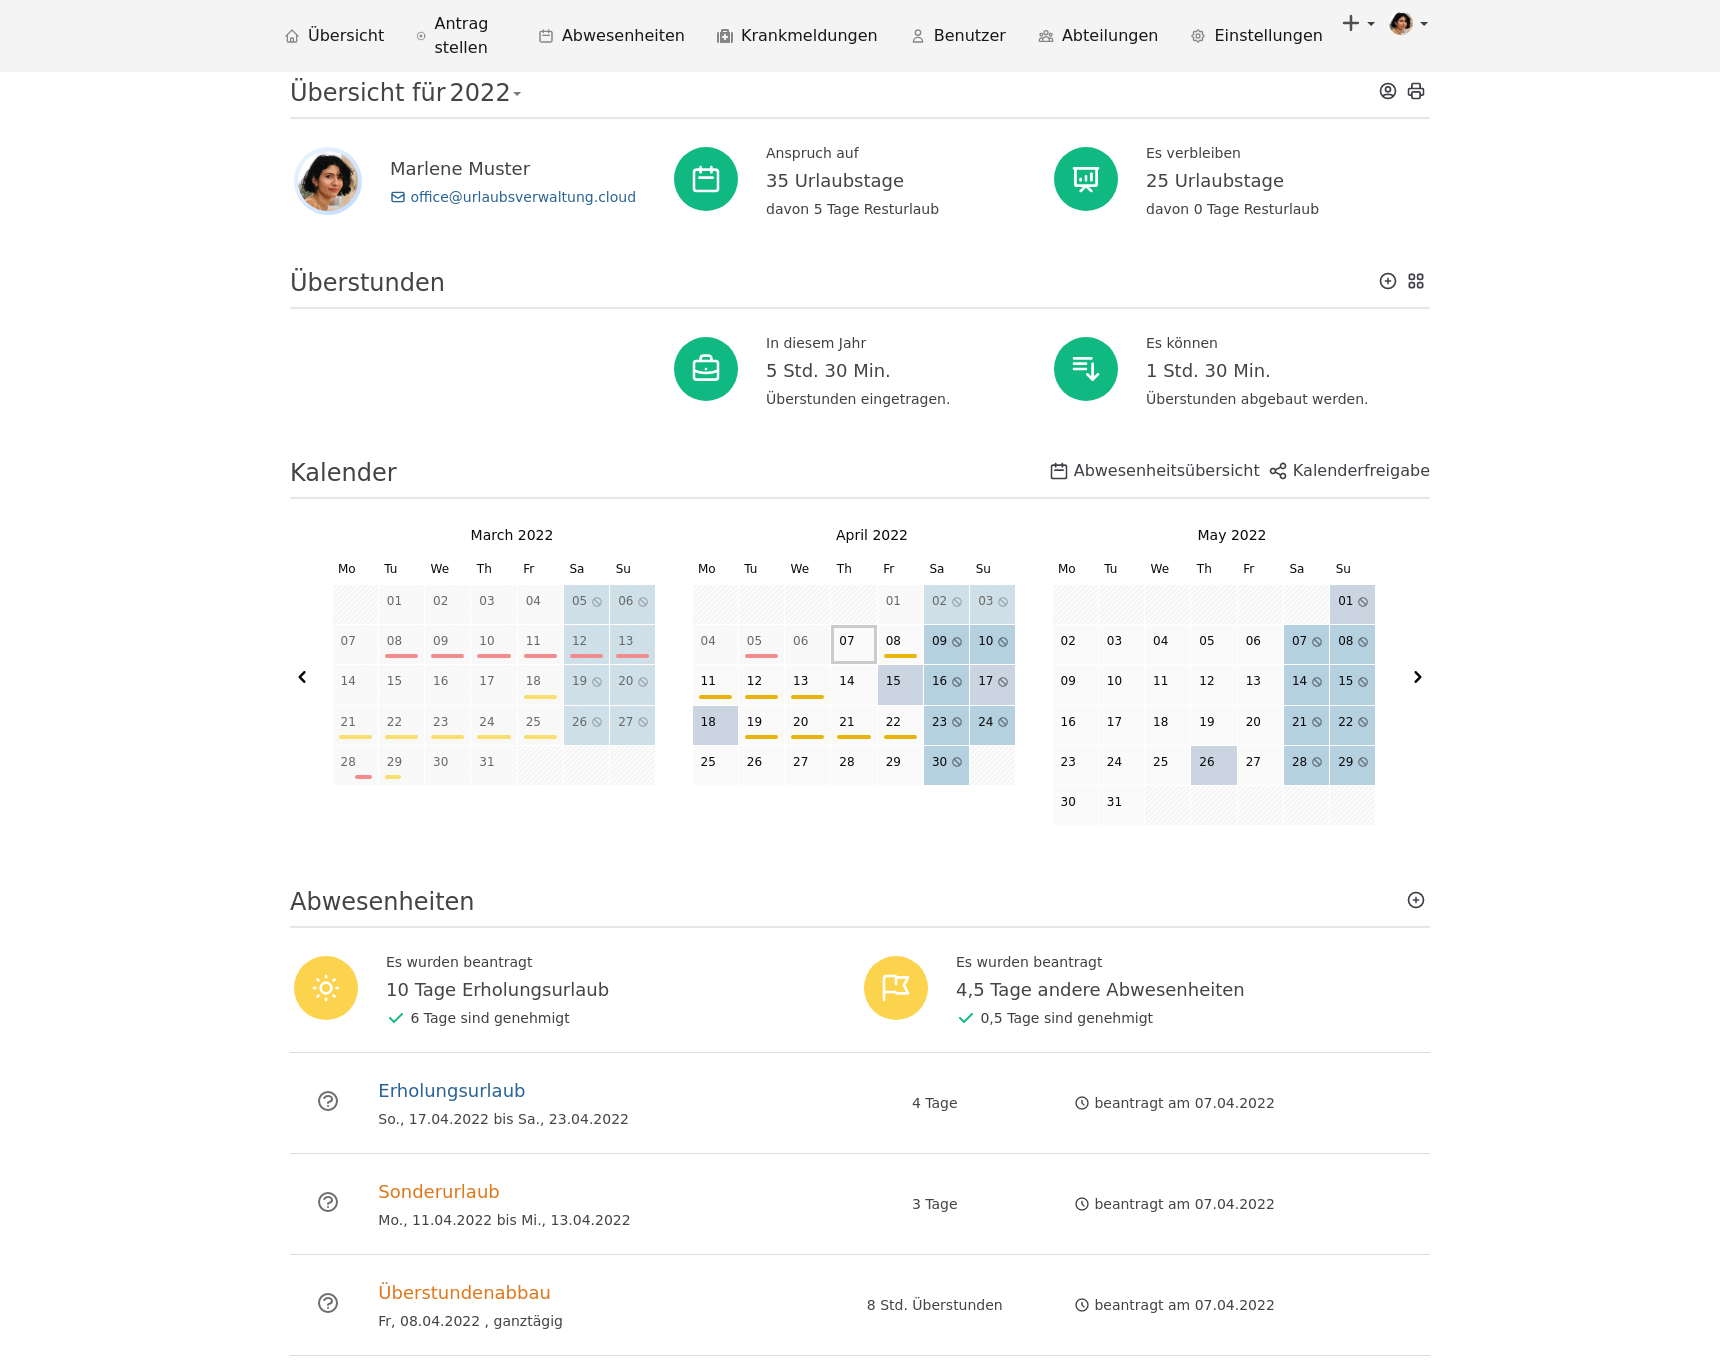 Übersicht
Antrag stellen
Abwesenheiten
Krankmeldungen
Benutzer
Abteilungen
Einstellungen
Übersicht für 2022
Marlene Muster
office@urlaubsverwaltung.cloud
Anspruch auf
35 Urlaubstage
davon 5 Tage Resturlaub
Es verbleiben
25 Urlaubstage
davon 0 Tage Resturlaub
Überstunden
In diesem Jahr
5 Std. 30 Min.
Überstunden eingetragen.
Es können
1 Std. 30 Min.
Überstunden abgebaut werden.
Kalender
Abwesenheitsübersicht
Kalenderfreigabe
March 2022
Mo Tu We Th Fr Sa Su
01 02 03 04 05 06
07 08 09 10 11 12 13
14 15 16 17 18 19 20
21 22 23 24 25 26 27
28 29 30 31
April 2022
Mo Tu We Th Fr Sa Su
01 02 03
04 05 06 07 08 09 10
11 12 13 14 15 16 17
18 19 20 21 22 23 24
25 26 27 28 29 30
May 2022
Mo Tu We Th Fr Sa Su
01
02 03 04 05 06 07 08
09 10 11 12 13 14 15
16 17 18 19 20 21 22
23 24 25 26 27 28 29
30 31
Abwesenheiten
Es wurden beantragt
10 Tage Erholungsurlaub
6 Tage sind genehmigt
Es wurden beantragt
4,5 Tage andere Abwesenheiten
0,5 Tage sind genehmigt
Erholungsurlaub
So., 17.04.2022 bis Sa., 23.04.2022
4 Tage
beantragt am 07.04.2022
Sonderurlaub
Mo., 11.04.2022 bis Mi., 13.04.2022
3 Tage
beantragt am 07.04.2022
Überstundenabbau
Fr, 08.04.2022 , ganztägig
8 Std. Überstunden
beantragt am 07.04.2022